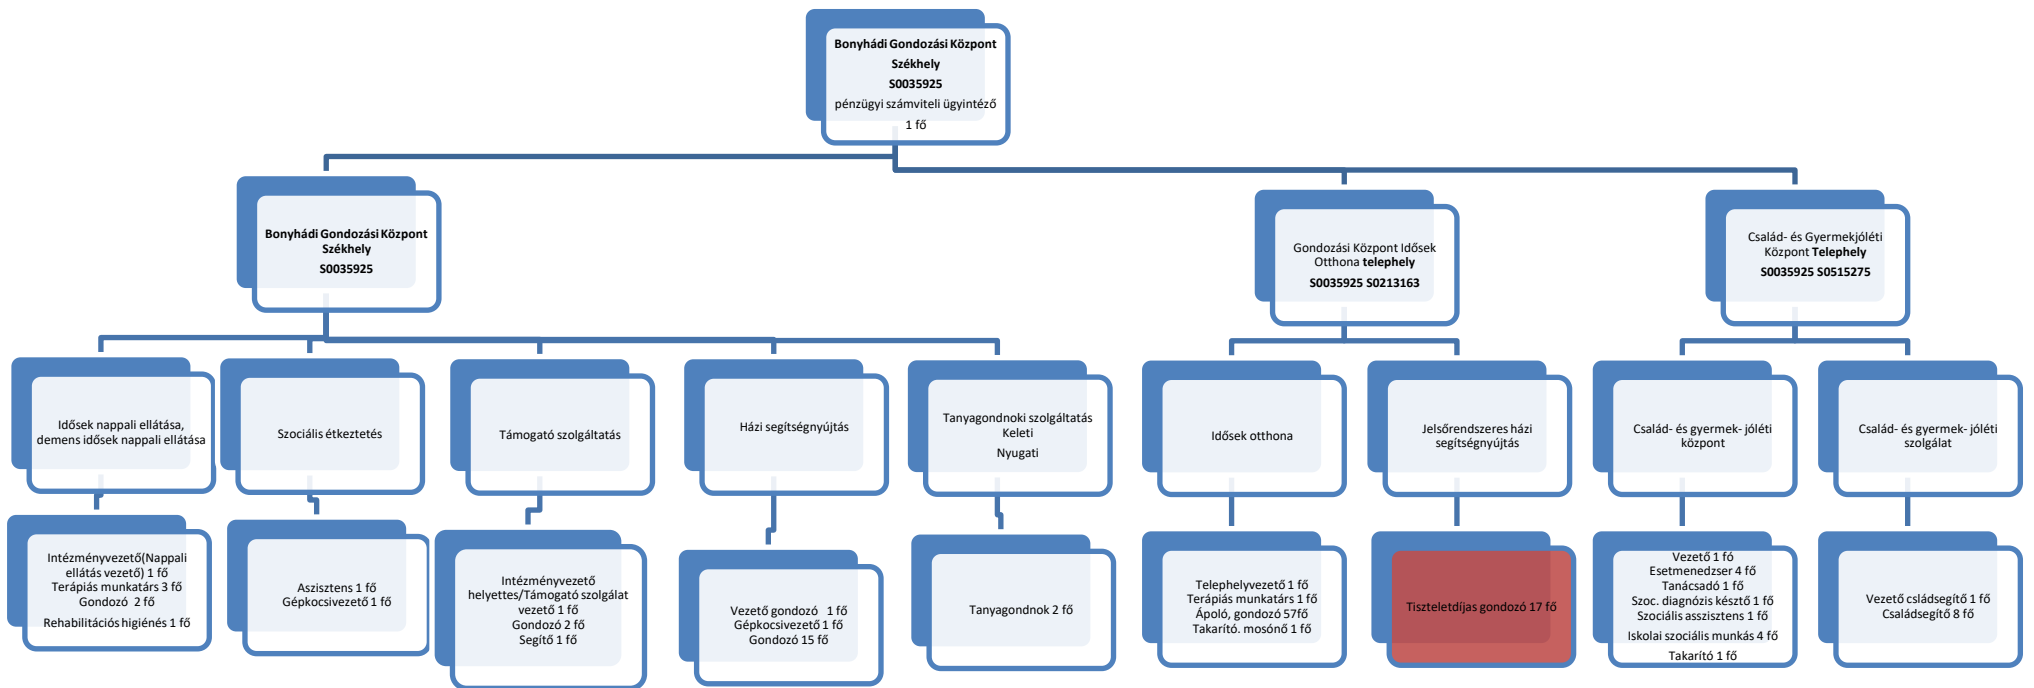 Bonyhádi Gondozási Központ
Székhely
S0035925
pénzügyi számviteli ügyintéző
1 fő
Bonyhádi Gondozási Központ
Székhely
S0035925
Gondozási Központ Idősek
Otthona telephely
S0035925 S0213163
Család- és Gyermekjóléti
Központ Telephely
S0035925 S0515275
Idősek nappali ellátása,
demens idősek nappali ellátása
Szociális étkeztetés
Támogató szolgáltatás
Házi segítségnyújtás
Tanyagondnoki szolgáltatás
Keleti
Nyugati
Idősek otthona
Jelsőrendszeres házi
segítségnyújtás
Család- és gyermek- jóléti
központ
Család- és gyermek- jóléti
szolgálat
Intézményvezető(Nappali
ellátás vezető) 1 fő
Terápiás munkatárs 3 fő
Gondozó 2 fő
Rehabilitációs higiénés 1 fő
Aszisztens 1 fő
Gépkocsivezető 1 fő
Intézményvezető
helyettes/Támogató szolgálat
vezető 1 fő
Gondozó 2 fő
Segítő 1 fő
Vezető gondozó 1 fő
Gépkocsivezető 1 fő
Gondozó 15 fő
Tanyagondnok 2 fő
Telephelyvezető 1 fő
Terápiás munkatárs 1 fő
Ápoló, gondozó 57fő
Takarító. mosónő 1 fő
Tiszteletdíjas gondozó 17 fő
Vezető 1 fó
Esetmenedzser 4 fő
Tanácsadó 1 fő
Szoc. diagnózis késztő 1 fő
Szociális asszisztens 1 fő
Iskolai szociális munkás 4 fő
Takarító 1 fő
Vezető csládsegítő 1 fő
Családsegítő 8 fő